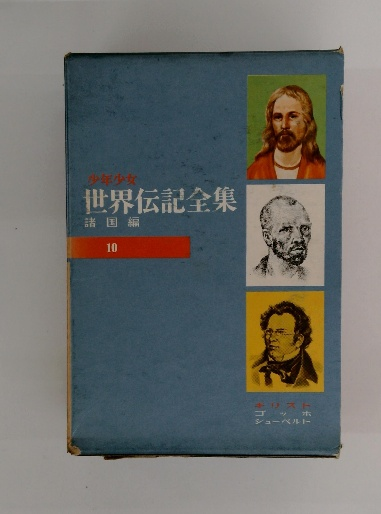 少年少女
世界伝記全集
諸国編
10
キリスト
ゴッホ
シューベルト